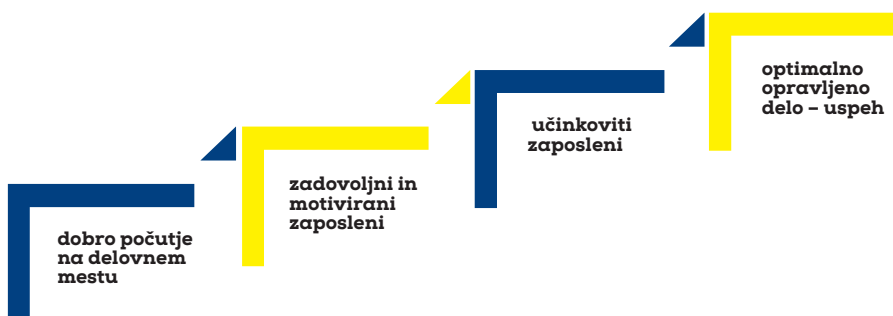 dobro počutje
na delovnem
mestu
zadovoljni in
motivirani
zaposleni
učinkoviti
zaposleni
optimalno
opravljeno
delo – uspeh